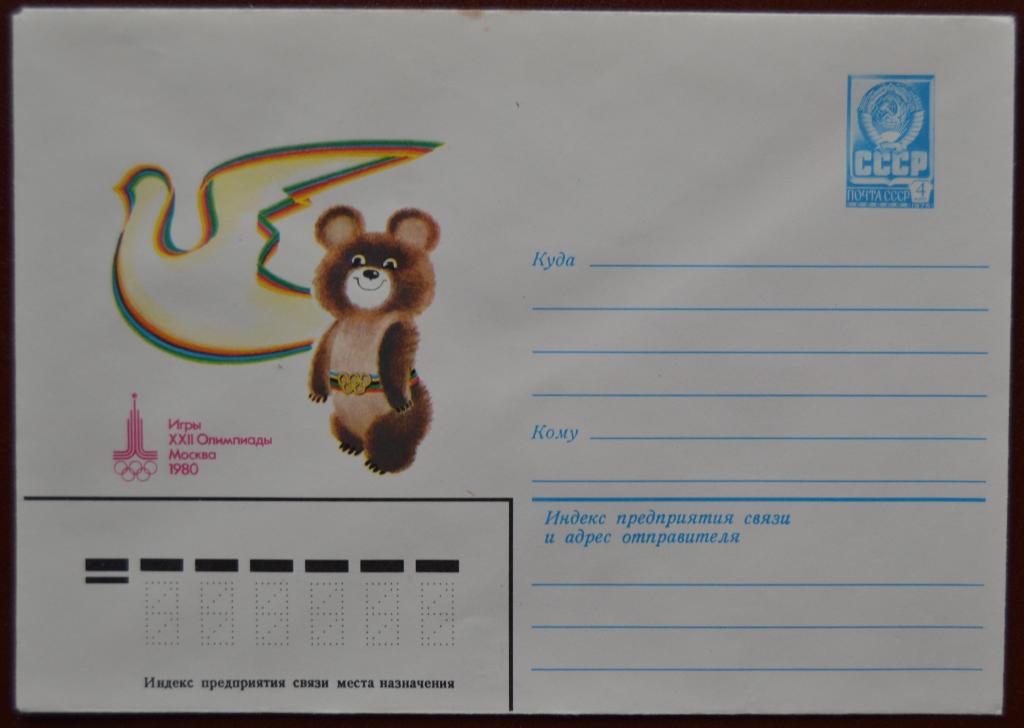 СССР
ПОЧТА СССР 4
Куда
Игры
XXII Олимпиады
Москва
1980
Кому
Индекс предприятия связи
и адрес отправителя
Индекс предприятия связи места назначения